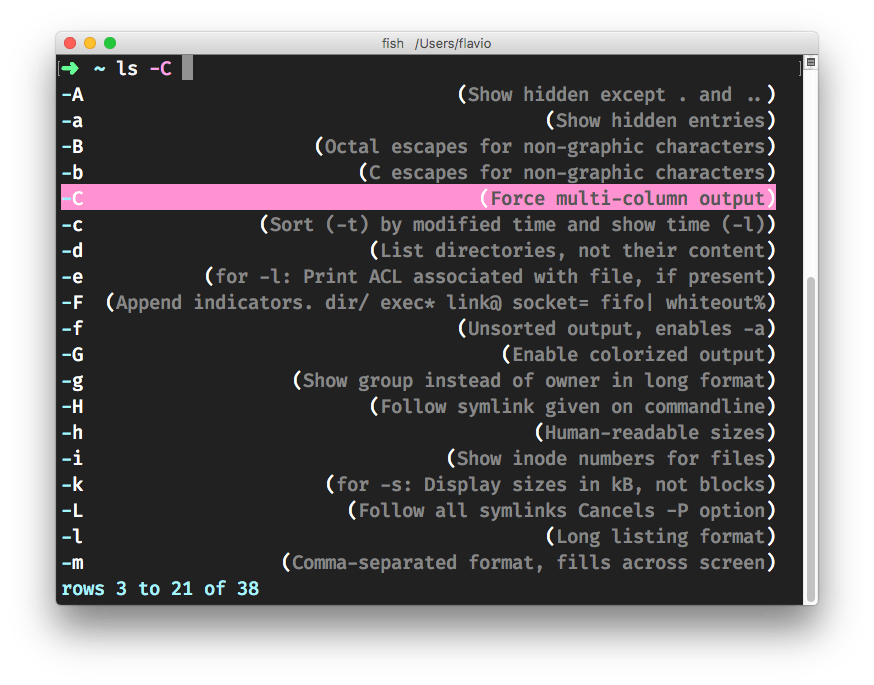 fish /Users/flavio
➜ ~ ls -C
-A (Show hidden except . and ..)
-a (Show hidden entries)
-B (Octal escapes for non-graphic characters)
-b (C escapes for non-graphic characters)
-C (Force multi-column output)
-c (Sort (-t) by modified time and show time (-l))
-d (List directories, not their content)
-e (for -l: Print ACL associated with file, if present)
-F (Append indicators. dir/ exec* link@ socket= fifo| whiteout%)
-f (Unsorted output, enables -a)
-G (Enable colorized output)
-g (Show group instead of owner in long format)
-H (Follow symlink given on commandline)
-h (Human-readable sizes)
-i (Show inode numbers for files)
-k (for -s: Display sizes in kB, not blocks)
-L (Follow all symlinks Cancels -P option)
-l (Long listing format)
-m (Comma-separated format, fills across screen)
rows 3 to 21 of 38